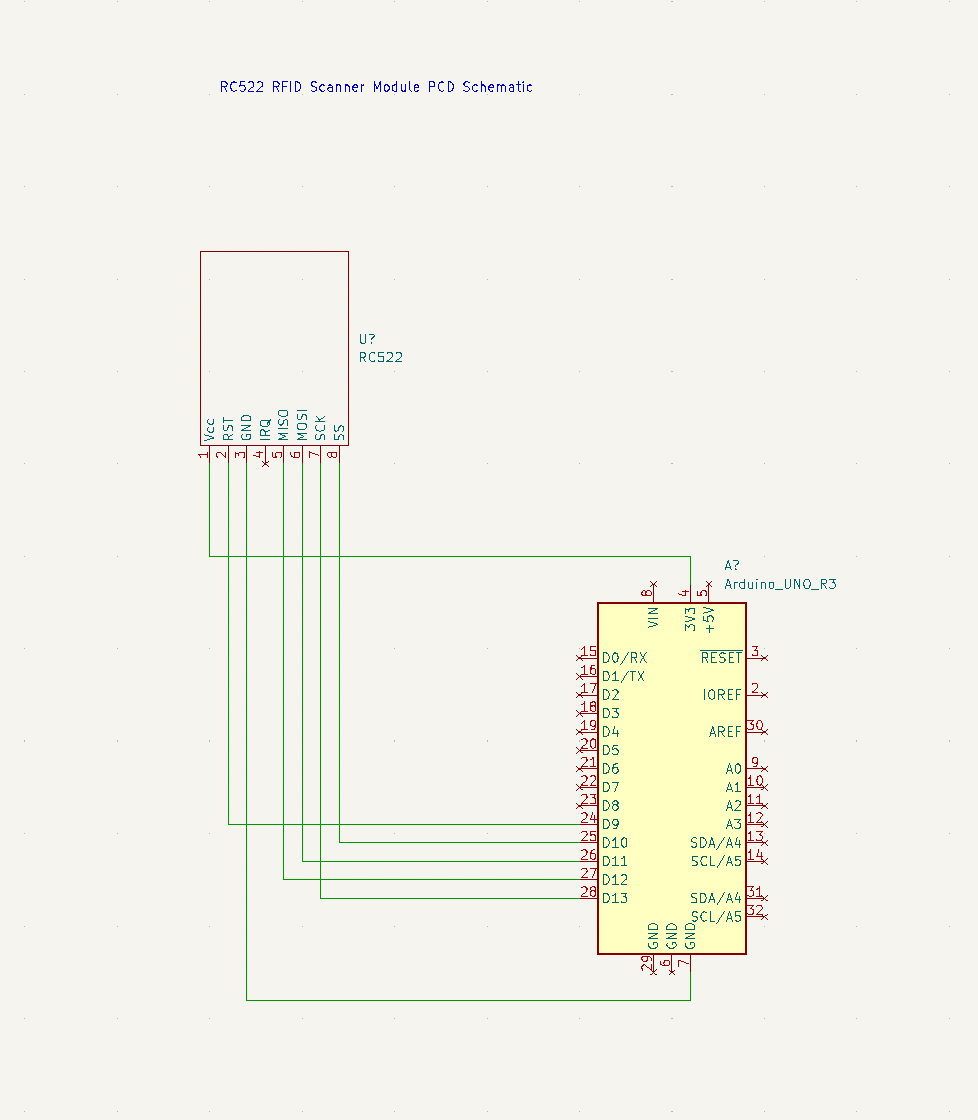 RC522 RFID Scanner Module PCD Schematic
U?
RC522
Vcc
RST
GND
IRQ
MISO
MOSI
SCK
SS
1
2
3
4
5
6
7
8
A?
Arduino_UNO_R3
8
4
5
VIN
3V3
+5V
15 D0/RX
RESET 3
16 D1/TX
17 D2
IOREF 2
18 D3
19 D4
AREF 30
20 D5
21 D6
A0 9
22 D7
A1 10
23 D8
A2 11
24 D9
A3 12
25 D10
SDA/A4 13
26 D11
SCL/A5 14
27 D12
28 D13
SDA/A4 31
SCL/A5 32
GND
GND
GND
29
6
7